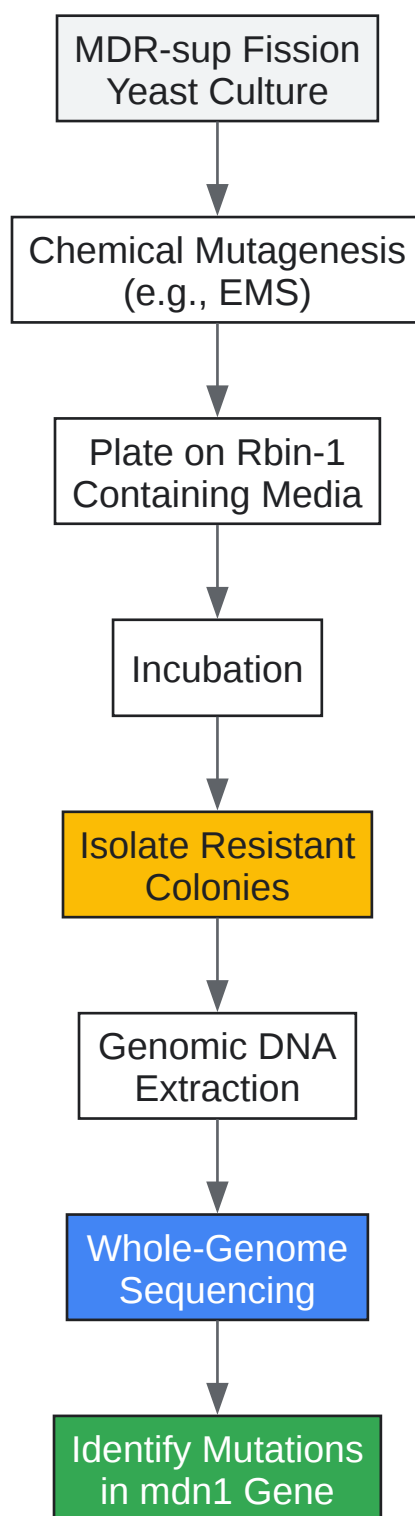 MDR-sup Fission
Yeast Culture
Chemical Mutagenesis
(e.g., EMS)
Plate on Rbin-1
Containing Media
Incubation
Isolate Resistant
Colonies
Genomic DNA
Extraction
Whole-Genome
Sequencing
Identify Mutations
in mdn1 Gene